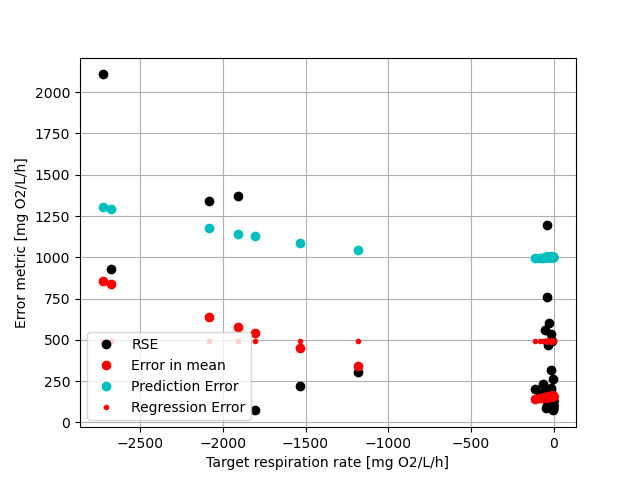 2000
1750
1500
1250
1000
750
500
250
0
Error metric [mg O2/L/h]
RSE
Error in mean
Prediction Error
Regression Error
−2500 −2000 −1500 −1000 −500 0
Target respiration rate [mg O2/L/h]